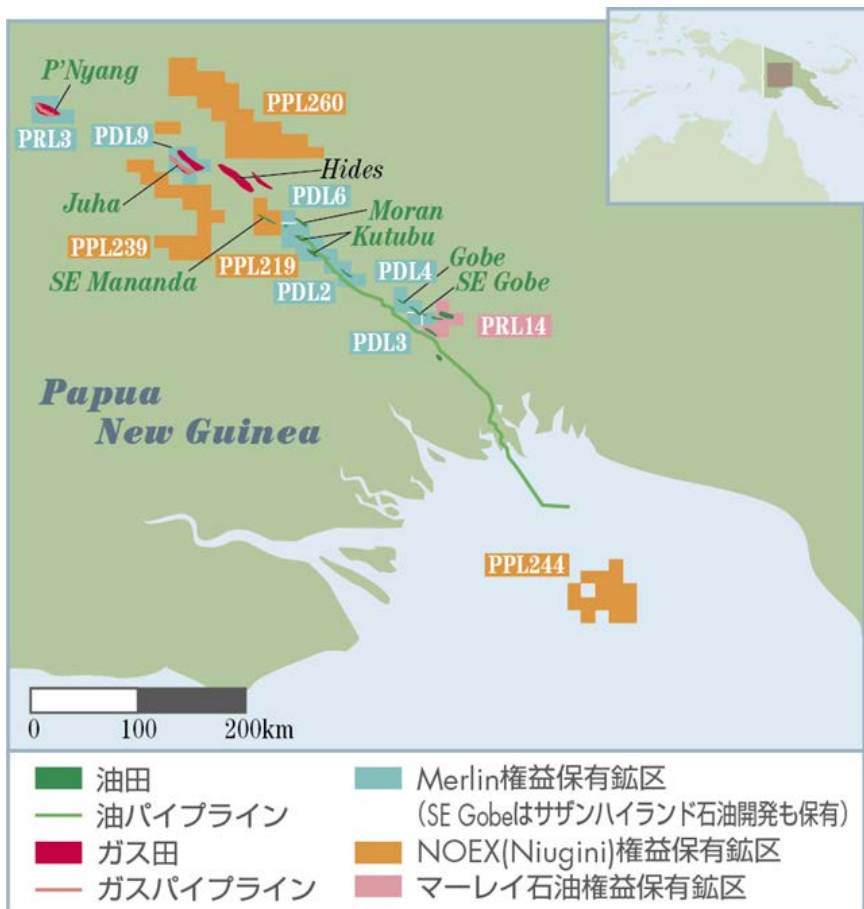 P'Nyang
PPL260
PRL3
PDL9
Hides
Juha
PDL6
Moran
Kutubu
PPL239
PPL219
Gobe
PDL4
SE Mananda
SE Gobe
PDL2
PRL14
PDL3
Papua
New Guinea
PPL244
0 100 200km
油田
油パイプライン
ガス田
ガスパイプライン
Merlin権益保有鉱区
(SE Gobeはサザンハイランド石油開発も保有)
NOEX(Niugini)権益保有鉱区
マーレイ石油権益保有鉱区